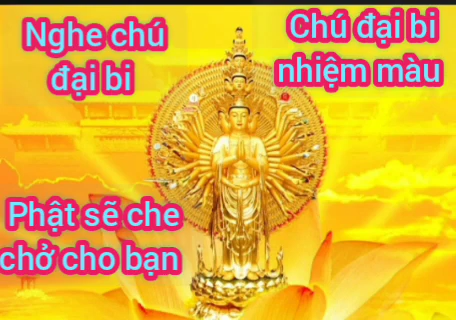 Nghe chú
đại bi
Chú đại bi
nhiệm màu
Phật sẽ che
chở cho bạn